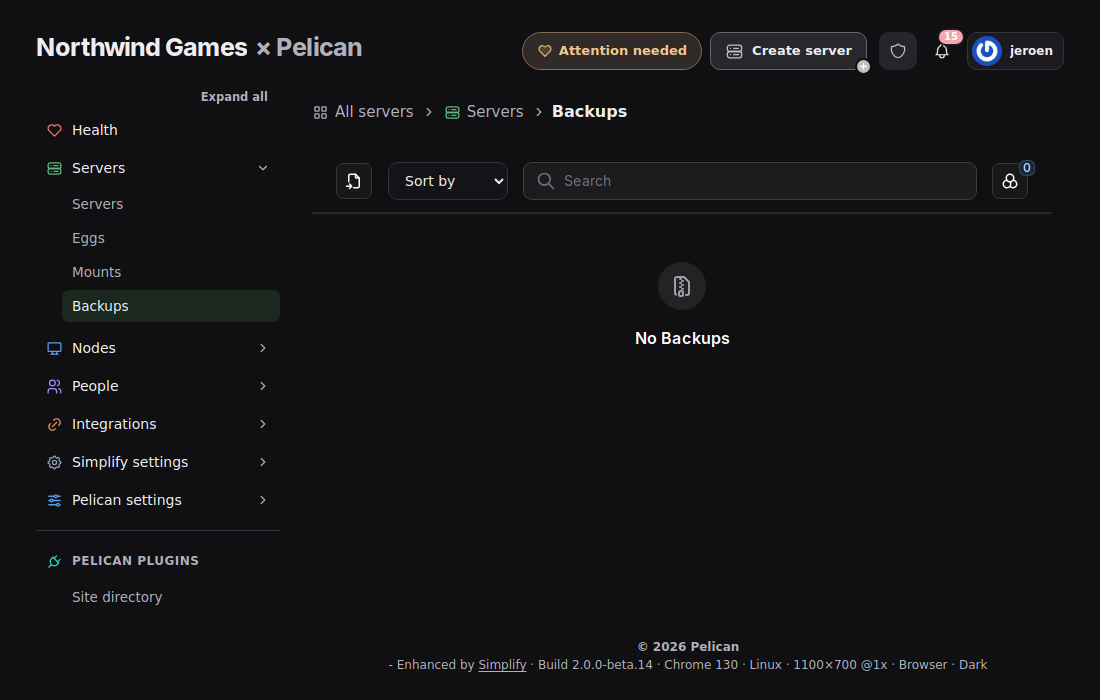 Northwind Games × Pelican
Attention needed
Create server
15
jeroen
Expand all
Health
Servers
Servers
Eggs
Mounts
Backups
Nodes
People
Integrations
Simplify settings
Pelican settings
PELICAN PLUGINS
Site directory
All servers > Servers > Backups
Sort by
Search
0
No Backups
© 2026 Pelican
- Enhanced by Simplify · Build 2.0.0-beta.14 · Chrome 130 · Linux · 1100×700 @1x · Browser · Dark